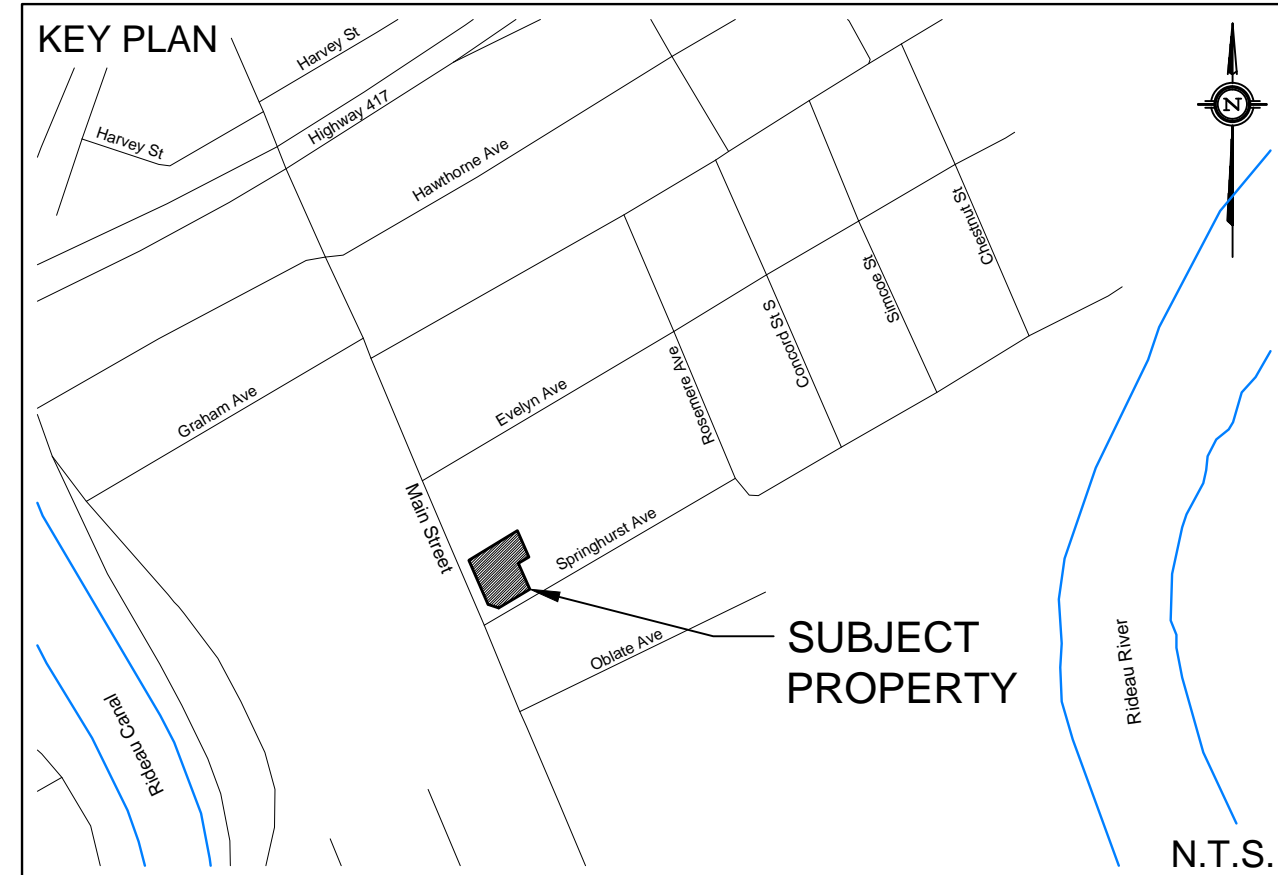 KEY PLAN
Harvey St
Highway 417
Harvey St
Hawthorne Ave
N
Chestnut St
Simcoe St
Concord St S
Rosemere Ave
Evelyn Ave
Graham Ave
Main Street
Springhurst Ave
Oblate Ave
SUBJECT
PROPERTY
Rideau River
Rideau Canal
N.T.S.